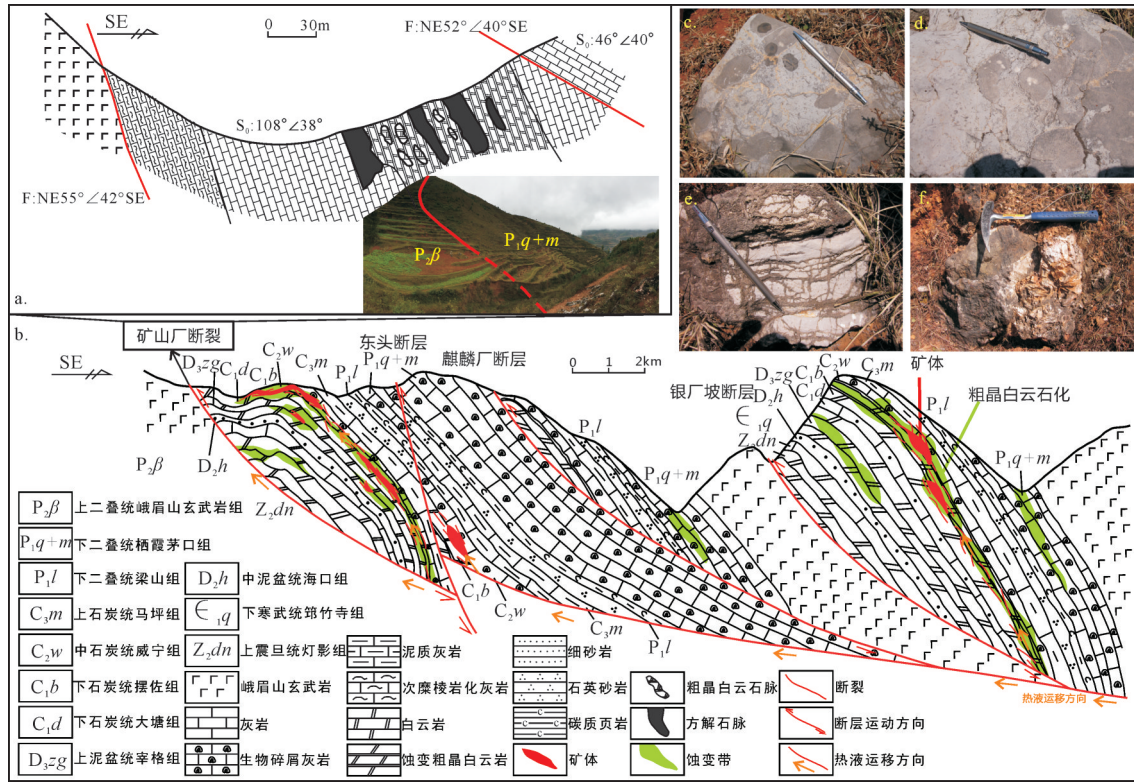 SE
0 30m
F:NE52°∠40°SE
S₀:46°∠40°
S₀:108°∠38°
F:NE55°∠42°SE
P₂β
P₁q+m
a.
c.
d.
e.
f.
b.
矿山厂断裂
SE
D₃zg
C₁d
C₁b
C₂w
C₃m
P₁l
东头断层
P₁q+m
麒麟厂断层
0 1 2km
P₁l
P₁q+m
银厂坡断层
D₃zg
C₁b
C₂w
C₃m
C₁d
D₂h
∈₁q
Z₂dn
矿体
P₁l
粗晶白云石化
P₁q+m
P₂β
D₂h
Z₂dn
C₁b
C₂w
C₃m
P₁l
热液运移方向
P₂β 上二叠统峨眉山玄武岩组
P₁q+m 下二叠统栖霞茅口组
P₁l 下二叠统梁山组
C₃m 上石炭统马坪组
C₂w 中石炭统威宁组
C₁b 下石炭统摆佐组
C₁d 下石炭统大塘组
D₃zg 上泥盆统宰格组
D₂h 中泥盆统海口组
∈₁q 下寒武统筇竹寺组
Z₂dn 上震旦统灯影组
峨眉山玄武岩
灰岩
生物碎屑灰岩
泥质灰岩
次糜棱岩化灰岩
白云岩
蚀变粗晶白云岩
细砂岩
石英砂岩
c c c
碳质页岩
矿体
粗晶白云石脉
方解石脉
蚀变带
断裂
断层运动方向
热液运移方向